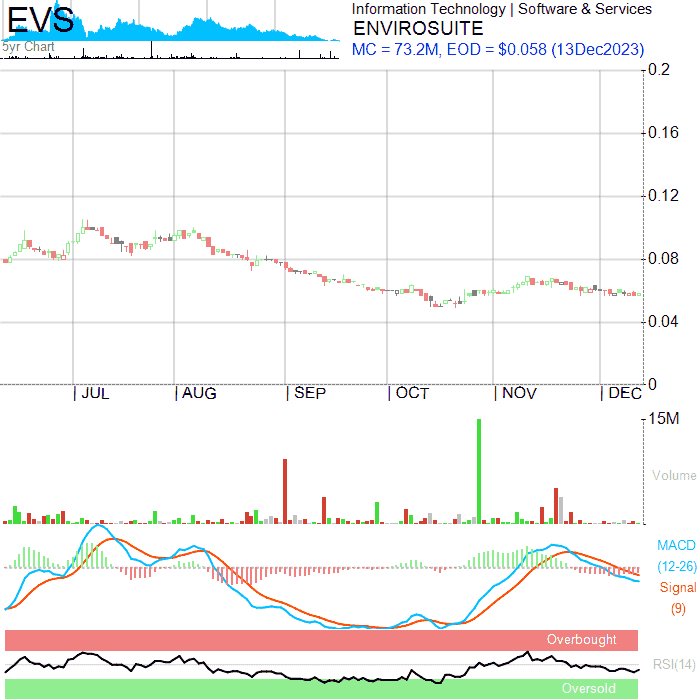 EVS
5yr Chart
Information Technology | Software & Services
ENVIROSUITE
MC = 73.2M, EOD = $0.058 (13Dec2023)
0.2
0.16
0.12
0.08
0.04
0
| JUL | AUG | SEP | OCT | NOV | DEC
15M
Volume
MACD
(12-26)
Signal
(9)
Overbought
RSI(14)
Oversold